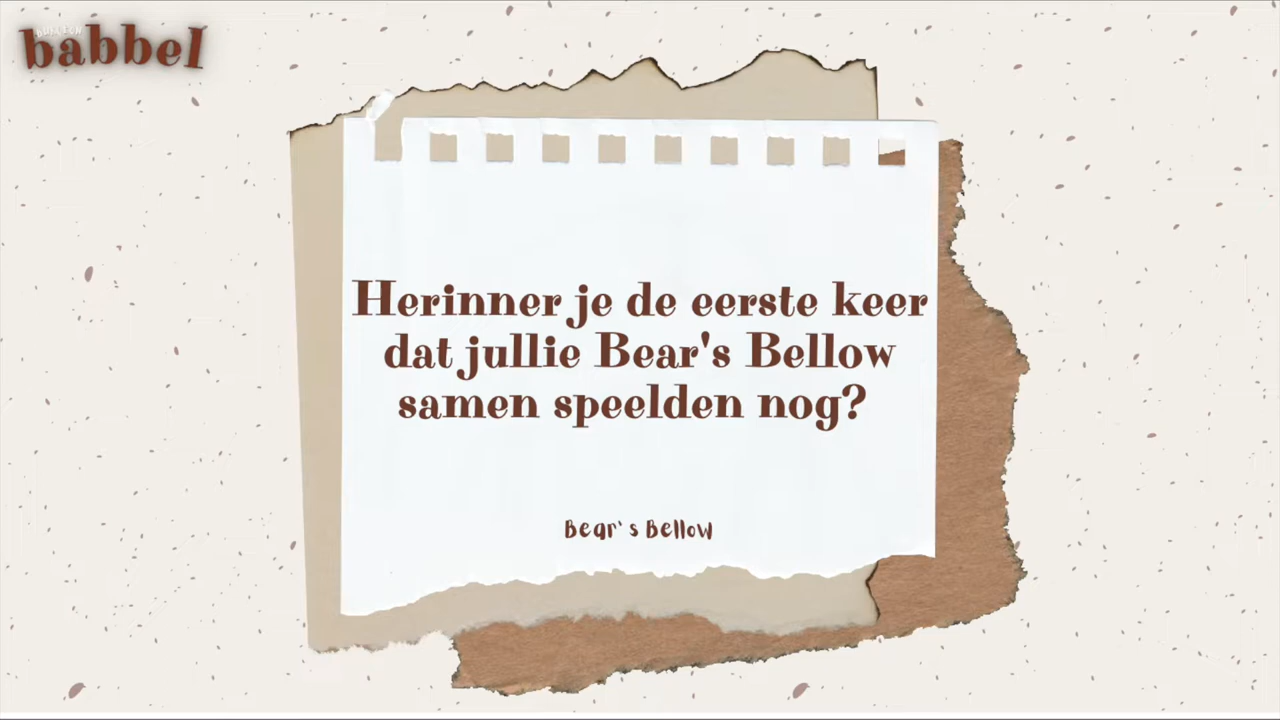 babbel
Herinner je de eerste keer
dat jullie Bear's Bellow
samen speelden nog?
Bear's Bellow